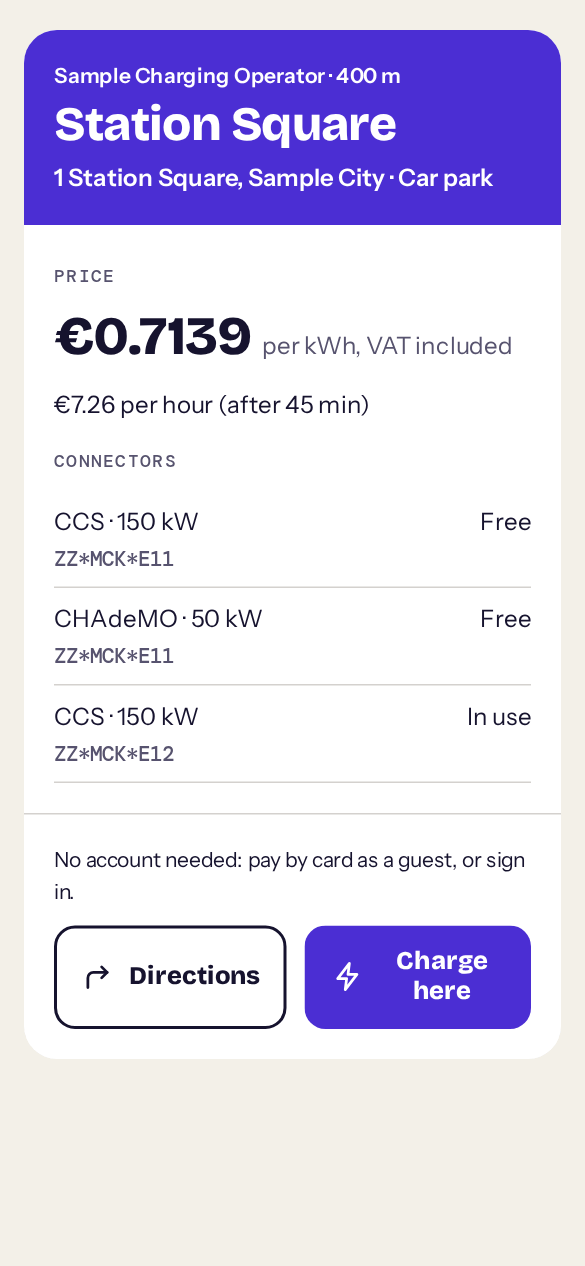 Sample Charging Operator · 400 m
Station Square
1 Station Square, Sample City · Car park
PRICE
€0.7139 per kWh, VAT included
€7.26 per hour (after 45 min)
CONNECTORS
CCS · 150 kW Free
ZZ*MCK*E11
CHAdeMO · 50 kW Free
ZZ*MCK*E11
CCS · 150 kW In use
ZZ*MCK*E12
No account needed: pay by card as a guest, or sign
in.
Directions
Charge
here